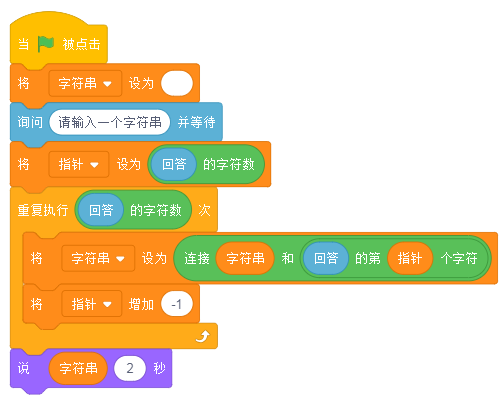 当 被点击
将 字符串 设为
询问 请输入一个字符串 并等待
将 指针 设为 回答 的字符数
重复执行 回答 的字符数 次
将 字符串 设为 连接 字符串 和 回答 的第 指针 个字符
将 指针 增加 -1
说 字符串 2 秒